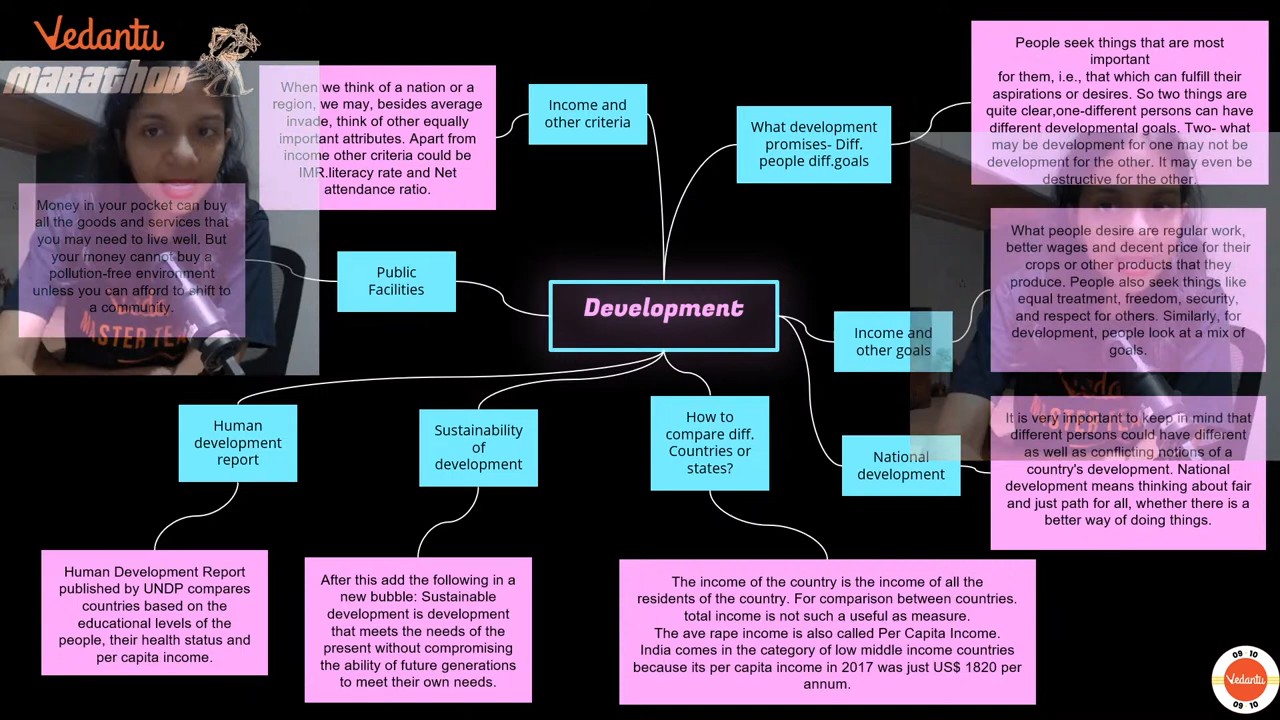 Vedantu
marathon
When we think of a nation or a
region, we may, besides average
invade, think of other equally
important attributes. Apart from
income other criteria could be
IMR.literacy rate and Net
attendance ratio.
Income and
other criteria
What development
promises- Diff.
people diff.goals
People seek things that are most
important
for them, i.e., that which can fulfill their
aspirations or desires. So two things are
quite clear,one-different persons can have
different developmental goals. Two- what
may be development for one may not be
development for the other. It may even be
destructive for the other.
Money in your pocket can buy
all the goods and services that
you may need to live well. But
your money cannot buy a
pollution-free environment
unless you can afford to shift to
a community.
MASTER TEA
Public
Facilities
Development
Income and
other goals
What people desire are regular work,
better wages and decent price for their
crops or other products that they
produce. People also seek things like
equal treatment, freedom, security,
and respect for others. Similarly, for
development, people look at a mix of
goals.
Veda
MASTER TE
National
development
It is very important to keep in mind that
different persons could have different
as well as conflicting notions of a
country's development. National
development means thinking about fair
and just path for all, whether there is a
better way of doing things.
Human
development
report
Sustainability
of
development
How to
compare diff.
Countries or
states?
Human Development Report
published by UNDP compares
countries based on the
educational levels of the
people, their health status and
per capita income.
After this add the following in a
new bubble: Sustainable
development is development
that meets the needs of the
present without compromising
the ability of future generations
to meet their own needs.
The income of the country is the income of all the
residents of the country. For comparison between countries.
total income is not such a useful as measure.
The ave rape income is also called Per Capita Income.
India comes in the category of low middle income countries
because its per capita income in 2017 was just US$ 1820 per
annum.
09 10
Vedantu
09 10